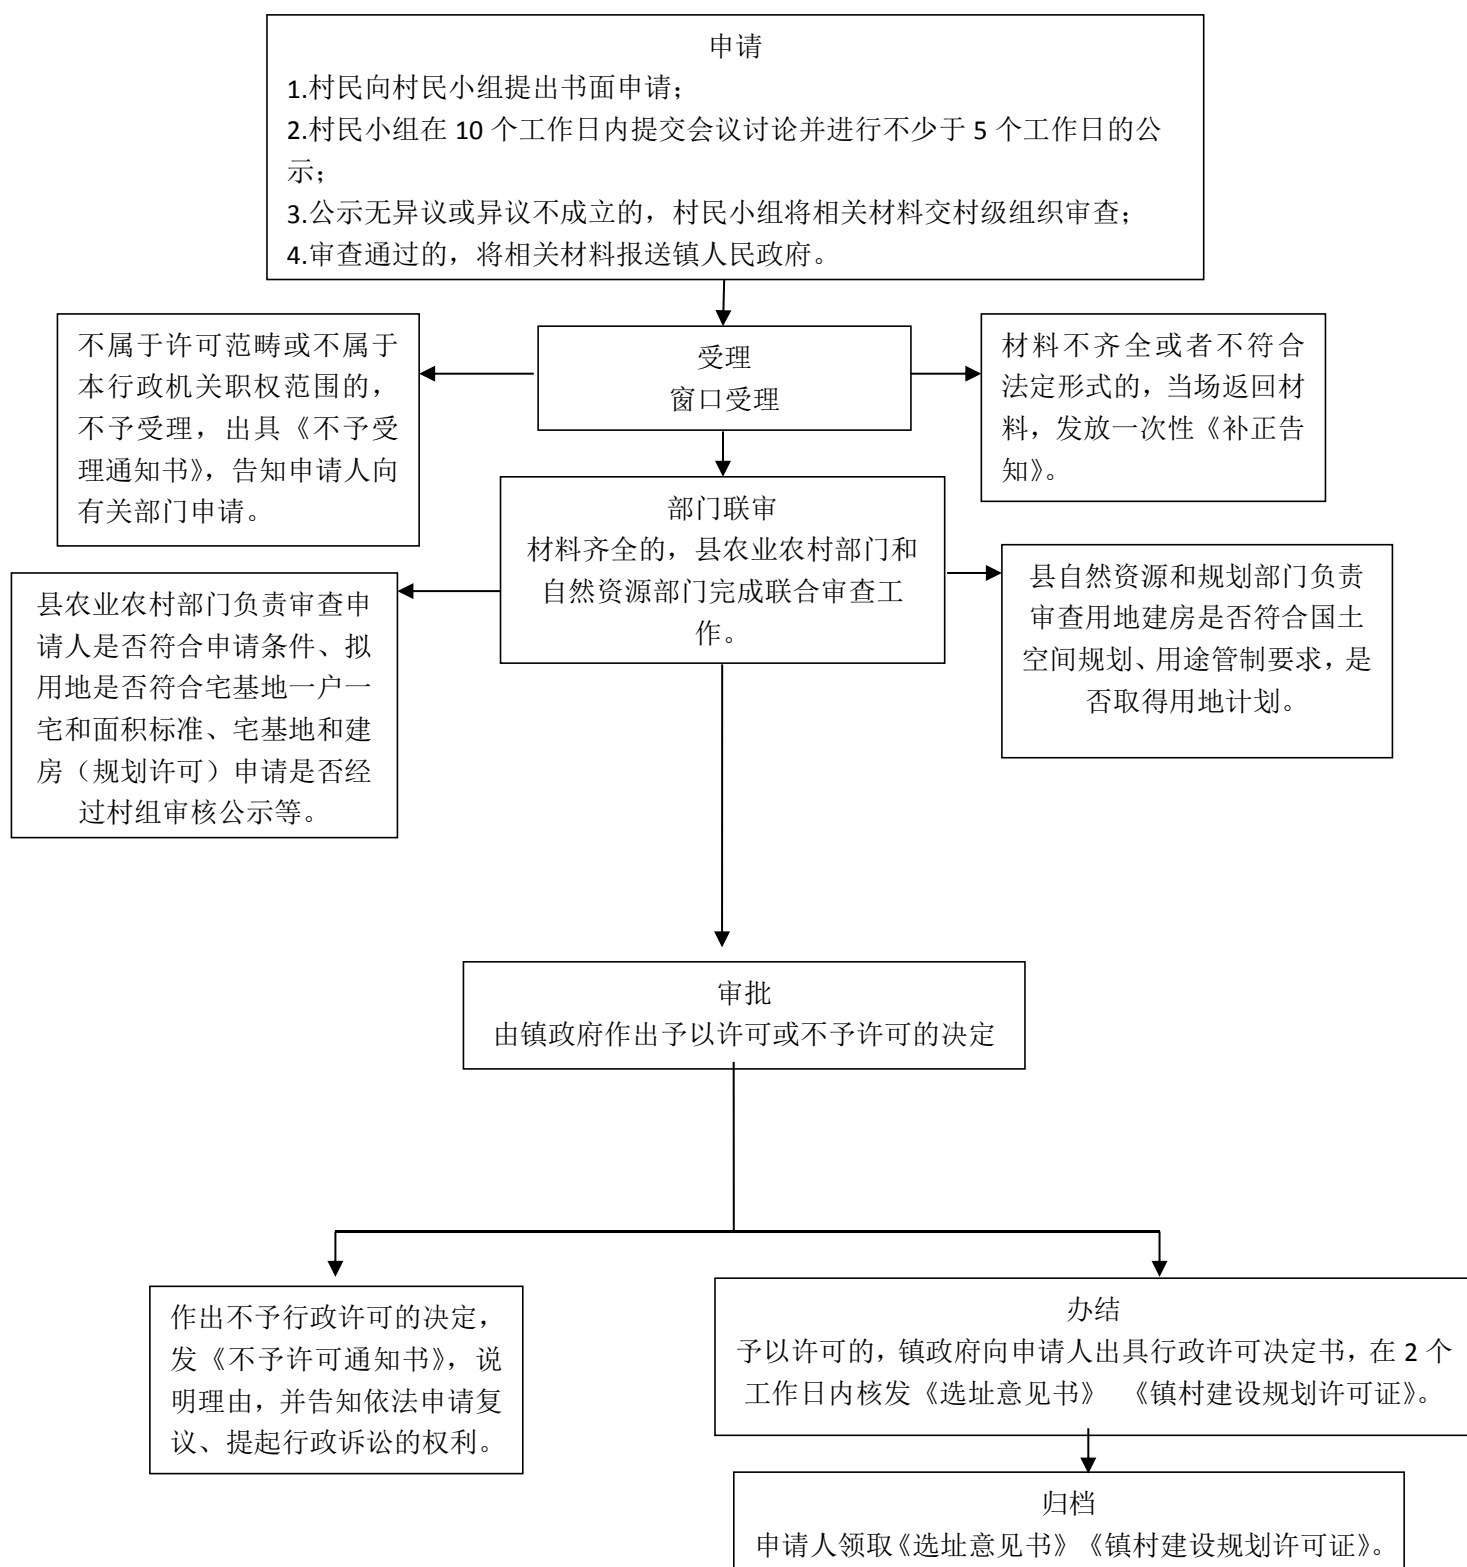 申请
1.村民向村民小组提出书面申请；
2.村民小组在 10 个工作日内提交会议讨论并进行不少于 5 个工作日的公
示；
3.公示无异议或异议不成立的，村民小组将相关材料交村级组织审查；
4.审查通过的，将相关材料报送镇人民政府。
不属于许可范畴或不属于
本行政机关职权范围的，
不予受理，出具《不予受
理通知书》，告知申请人向
有关部门申请。
受理
窗口受理
材料不齐全或者不符合
法定形式的，当场返回材
料，发放一次性《补正告
知》。
部门联审
材料齐全的，县农业农村部门和
自然资源部门完成联合审查工
作。
县农业农村部门负责审查申
请人是否符合申请条件、拟
用地是否符合宅基地一户一
宅和面积标准、宅基地和建
房（规划许可）申请是否经
过村组审核公示等。
县自然资源和规划部门负责
审查用地建房是否符合国土
空间规划、用途管制要求，是
否取得用地计划。
审批
由镇政府作出予以许可或不予许可的决定
作出不予行政许可的决定，
发《不予许可通知书》，说
明理由，并告知依法申请复
议、提起行政诉讼的权利。
办结
予以许可的，镇政府向申请人出具行政许可决定书，在 2 个
工作日内核发《选址意见书》 《镇村建设规划许可证》。
归档
申请人领取《选址意见书》《镇村建设规划许可证》。